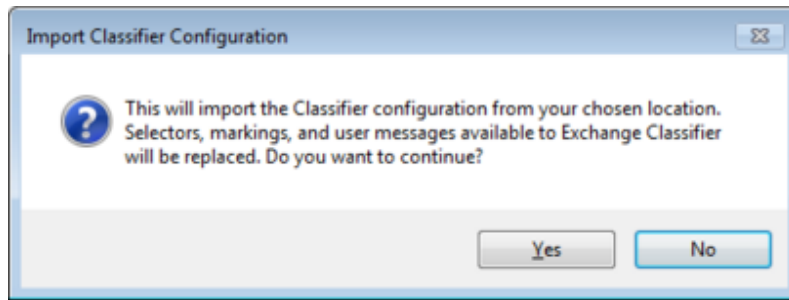 Import Classifier Configuration
This will import the Classifier configuration from your chosen location.
Selectors, markings, and user messages available to Exchange Classifier
will be replaced. Do you want to continue?
Yes
No